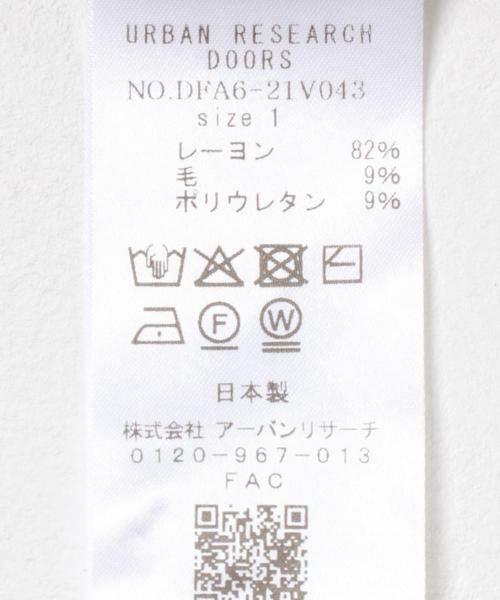 URBAN RESEARCH
DOORS
NO.DFA6-21V043
size 1
レーヨン 82%
毛 9%
ポリウレタン 9%
F W
日本製
株式会社 アーバンリサーチ
0120-967-013
FAC